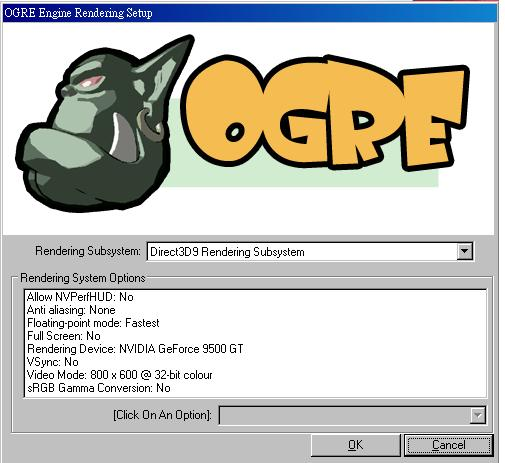 OGRE Engine Rendering Setup
OGRE
Rendering Subsystem: Direct3D9 Rendering Subsystem
Rendering System Options
Allow NVPerfHUD: No
Anti aliasing: None
Floating-point mode: Fastest
Full Screen: No
Rendering Device: NVIDIA GeForce 9500 GT
VSync: No
Video Mode: 800 x 600 @ 32-bit colour
sRGB Gamma Conversion: No
[Click On An Option]:
OK Cancel